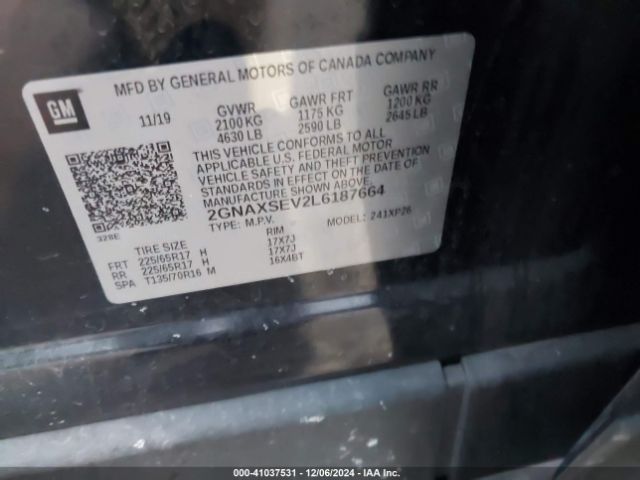 MFD BY GENERAL MOTORS OF CANADA COMPANY
GM
11/19
GVWR GAWR FRT GAWR RR
2100 KG 1175 KG 1200 KG
4630 LB 2590 LB 2645 LB
THIS VEHICLE CONFORMS TO ALL
APPLICABLE U.S. FEDERAL MOTOR
VEHICLE SAFETY AND THEFT PREVENTION
STANDARDS IN EFFECT ON THE DATE OF
MANUFACTURE SHOWN ABOVE.
2GNAXSEV2L6187664
TYPE: M.P.V. MODEL: 241XP26
328E
TIRE SIZE RIM
FRT 225/65R17 H 17X7J
RR 225/65R17 H 17X7J
SPA T135/70R16 M 16X4BT
000-41037531 - 12/06/2024 - IAA Inc.